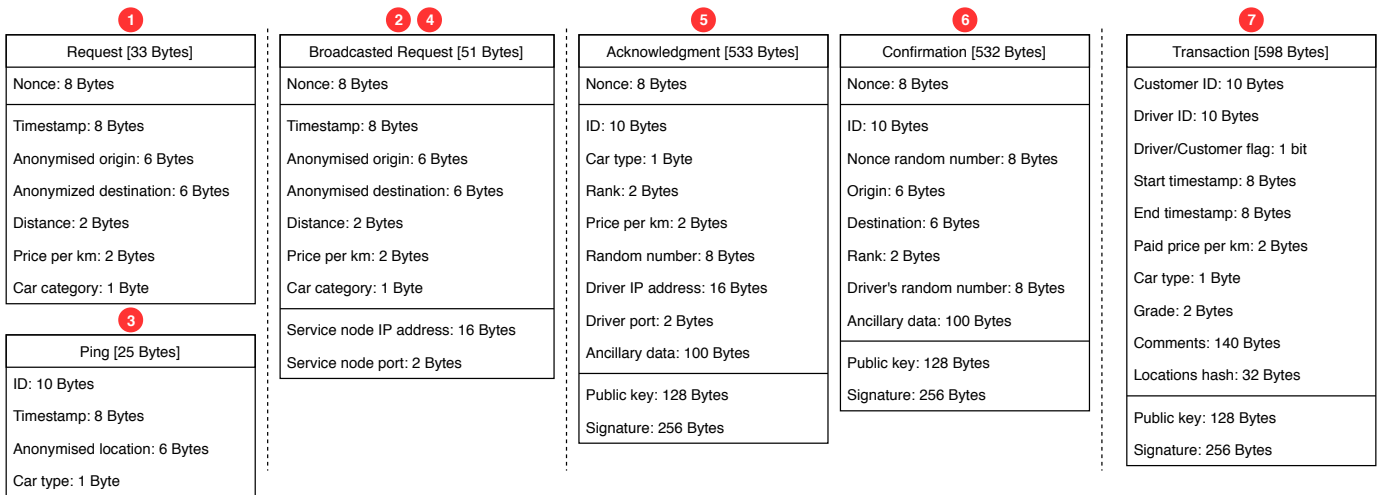 1
Request [33 Bytes]
Nonce: 8 Bytes
Timestamp: 8 Bytes
Anonymised origin: 6 Bytes
Anonymized destination: 6 Bytes
Distance: 2 Bytes
Price per km: 2 Bytes
Car category: 1 Byte
3
Ping [25 Bytes]
ID: 10 Bytes
Timestamp: 8 Bytes
Anonymised location: 6 Bytes
Car type: 1 Byte
2 4
Broadcasted Request [51 Bytes]
Nonce: 8 Bytes
Timestamp: 8 Bytes
Anonymised origin: 6 Bytes
Anonymised destination: 6 Bytes
Distance: 2 Bytes
Price per km: 2 Bytes
Car category: 1 Byte
Service node IP address: 16 Bytes
Service node port: 2 Bytes
5
Acknowledgment [533 Bytes]
Nonce: 8 Bytes
ID: 10 Bytes
Car type: 1 Byte
Rank: 2 Bytes
Price per km: 2 Bytes
Random number: 8 Bytes
Driver IP address: 16 Bytes
Driver port: 2 Bytes
Ancillary data: 100 Bytes
Public key: 128 Bytes
Signature: 256 Bytes
6
Confirmation [532 Bytes]
Nonce: 8 Bytes
ID: 10 Bytes
Nonce random number: 8 Bytes
Origin: 6 Bytes
Destination: 6 Bytes
Rank: 2 Bytes
Driver's random number: 8 Bytes
Ancillary data: 100 Bytes
Public key: 128 Bytes
Signature: 256 Bytes
7
Transaction [598 Bytes]
Customer ID: 10 Bytes
Driver ID: 10 Bytes
Driver/Customer flag: 1 bit
Start timestamp: 8 Bytes
End timestamp: 8 Bytes
Paid price per km: 2 Bytes
Car type: 1 Byte
Grade: 2 Bytes
Comments: 140 Bytes
Locations hash: 32 Bytes
Public key: 128 Bytes
Signature: 256 Bytes